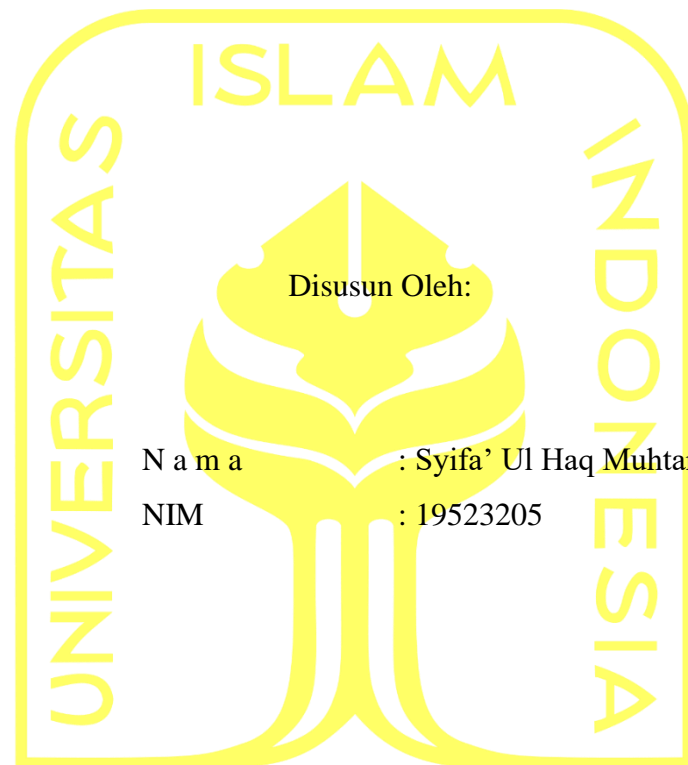 ISLAM
UNIVERSITAS
INDONESIA
Disusun Oleh:
N a m a : Syifa’ Ul Haq
NIM : 19523205